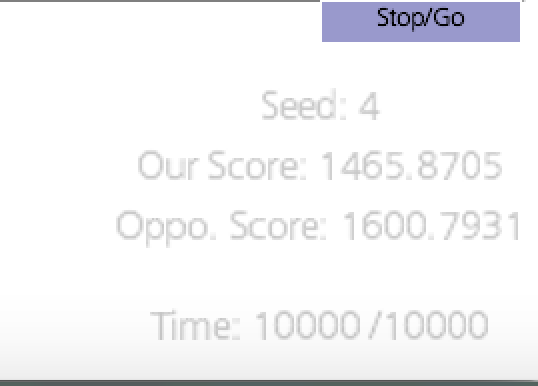 Stop/Go
Seed: 4
Our Score: 1465.8705
Oppo. Score: 1600.7931
Time: 10000 /10000